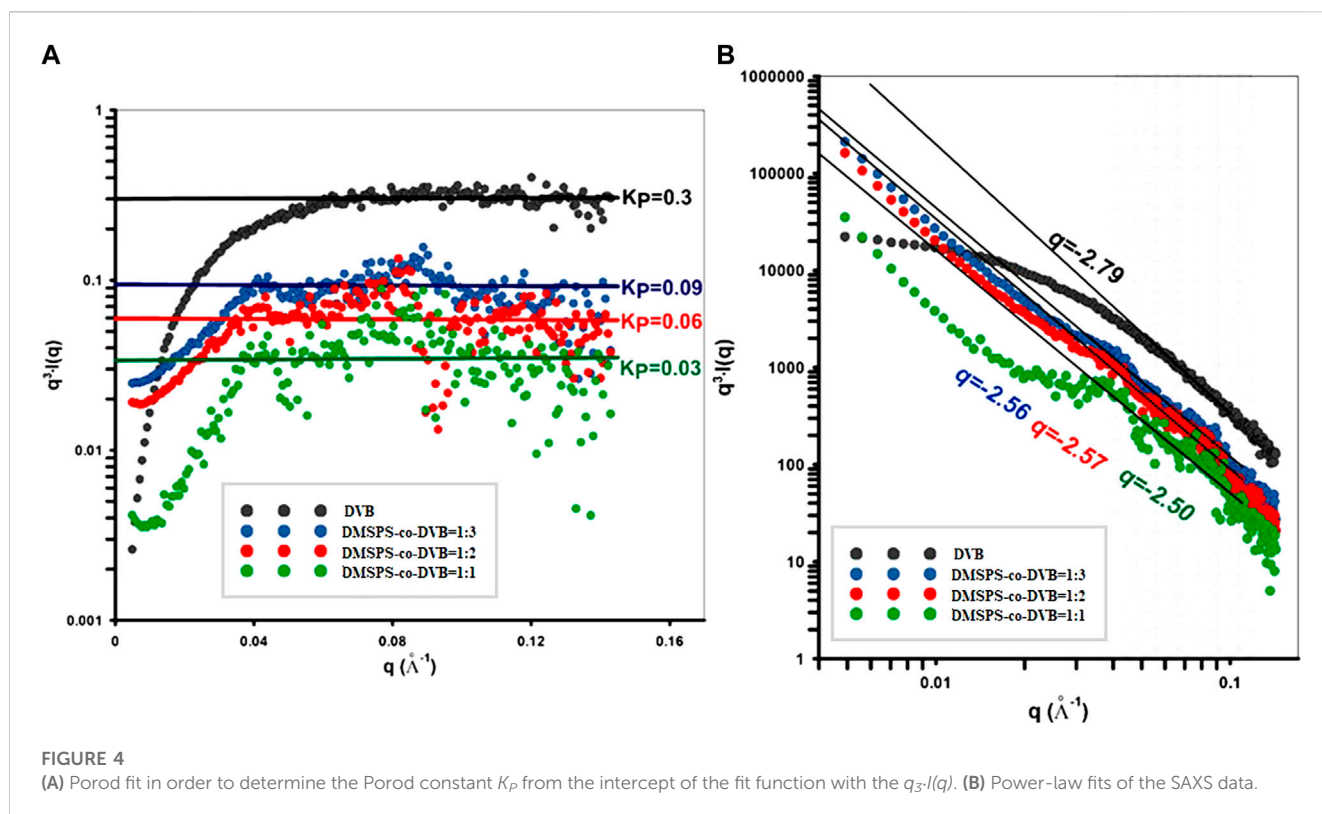 A
1
0.1
0.01
0.001
q³·I(q)
0
0.04
0.08
0.12
0.16
q (Å⁻¹)
KP=0.3
KP=0.09
KP=0.06
KP=0.03
DVB
DMSPS-co-DVB=1:3
DMSPS-co-DVB=1:2
DMSPS-co-DVB=1:1
B
1000000
100000
10000
1000
100
10
1
q³·I(q)
0.01
0.1
q (Å⁻¹)
q=-2.79
q=-2.56
q=-2.57
q=-2.50
DVB
DMSPS-co-DVB=1:3
DMSPS-co-DVB=1:2
DMSPS-co-DVB=1:1
FIGURE 4
(A) Porod fit in order to determine the Porod constant KP from the intercept of the fit function with the q₃·I(q). (B) Power-law fits of the SAXS data.